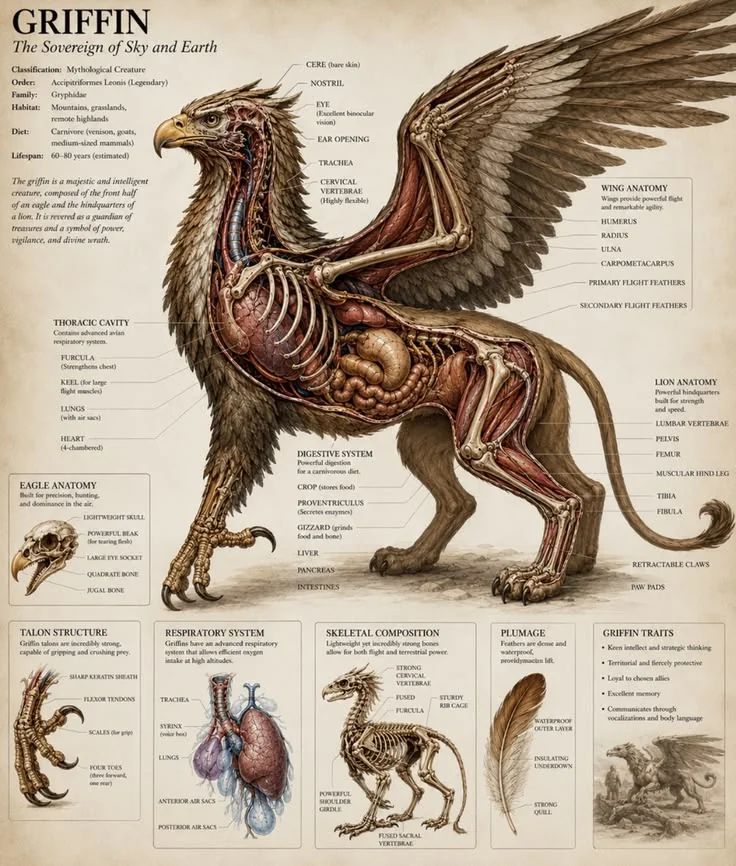 GRIFFIN
The Sovereign of Sky and Earth
Classification: Mythological Creature
Order: Accipitriformes Leonis (Legendary)
Family: Gryphidae
Habitat: Mountains, grasslands,
remote highlands
Diet: Carnivore (venison, goats,
medium-sized mammals)
Lifespan: 60–80 years (estimated)
The griffin is a majestic and intelligent
creature, composed of the front half
of an eagle and the hindquarters of
a lion. It is revered as a guardian of
treasures and a symbol of power,
vigilance, and divine wrath.
CERE (bare skin)
NOSTRIL
EYE
(Excellent binocular
vision)
EAR OPENING
TRACHEA
CERVICAL
VERTEBRAE
(Highly flexible)
WING ANATOMY
Wings provide powerful flight
and remarkable agility.
HUMERUS
RADIUS
ULNA
CARPOMETACARPUS
PRIMARY FLIGHT FEATHERS
SECONDARY FLIGHT FEATHERS
THORACIC CAVITY
Contains advanced avian
respiratory system.
FURCULA
(Strengthens chest)
KEEL (for large
flight muscles)
LUNGS
(with air sacs)
HEART
(4-chambered)
LION ANATOMY
Powerful hindquarters
built for strength
and speed.
LUMBAR VERTEBRAE
PELVIS
FEMUR
MUSCULAR HIND LEG
TIBIA
FIBULA
RETRACTABLE CLAWS
PAW PADS
DIGESTIVE SYSTEM
Powerful digestion
for a carnivorous diet.
CROP (stores food)
PROVENTRICULUS
(Secretes enzymes)
GIZZARD (grinds
food and bone)
LIVER
PANCREAS
INTESTINES
EAGLE ANATOMY
Built for precision, hunting,
and dominance in the air.
LIGHTWEIGHT SKULL
POWERFUL BEAK
(for tearing flesh)
LARGE EYE SOCKET
QUADRATE BONE
JUGAL BONE
TALON STRUCTURE
Griffin talons are incredibly strong,
capable of gripping and crushing prey.
SHARP KERATIN SHEATH
FLEXOR TENDONS
SCALES (for grip)
FOUR TOES
(three forward,
one rear)
RESPIRATORY SYSTEM
Griffins have an advanced respiratory
system that allows efficient oxygen
intake at high altitudes.
TRACHEA
SYRINX
(voice box)
LUNGS
ANTERIOR AIR SACS
POSTERIOR AIR SACS
SKELETAL COMPOSITION
Lightweight yet incredibly strong bones
allow for both flight and terrestrial power.
STRONG
CERVICAL
VERTEBRAE
FUSED
FURCULA
STURDY
RIB CAGE
POWERFUL
SHOULDER
GIRDLE
FUSED SACRAL
VERTEBRAE
PLUMAGE
Feathers are dense and
waterproof,
lift.
WATERPROOF
OUTER LAYER
INSULATING
UNDERDOWN
STRONG
QUILL
GRIFFIN TRAITS
• Keen intellect and strategic thinking
• Territorial and fiercely protective
• Loyal to chosen allies
• Excellent memory
• Communicates through
vocalizations and body language